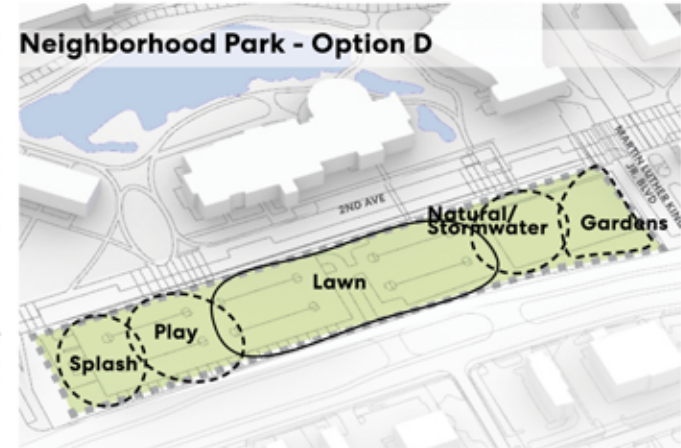 Neighborhood Park - Option D
MARTIN LUTHER KING
JR. BLVD
2ND AVE
Natural/
Stormwater
Gardens
Lawn
Play
Splash